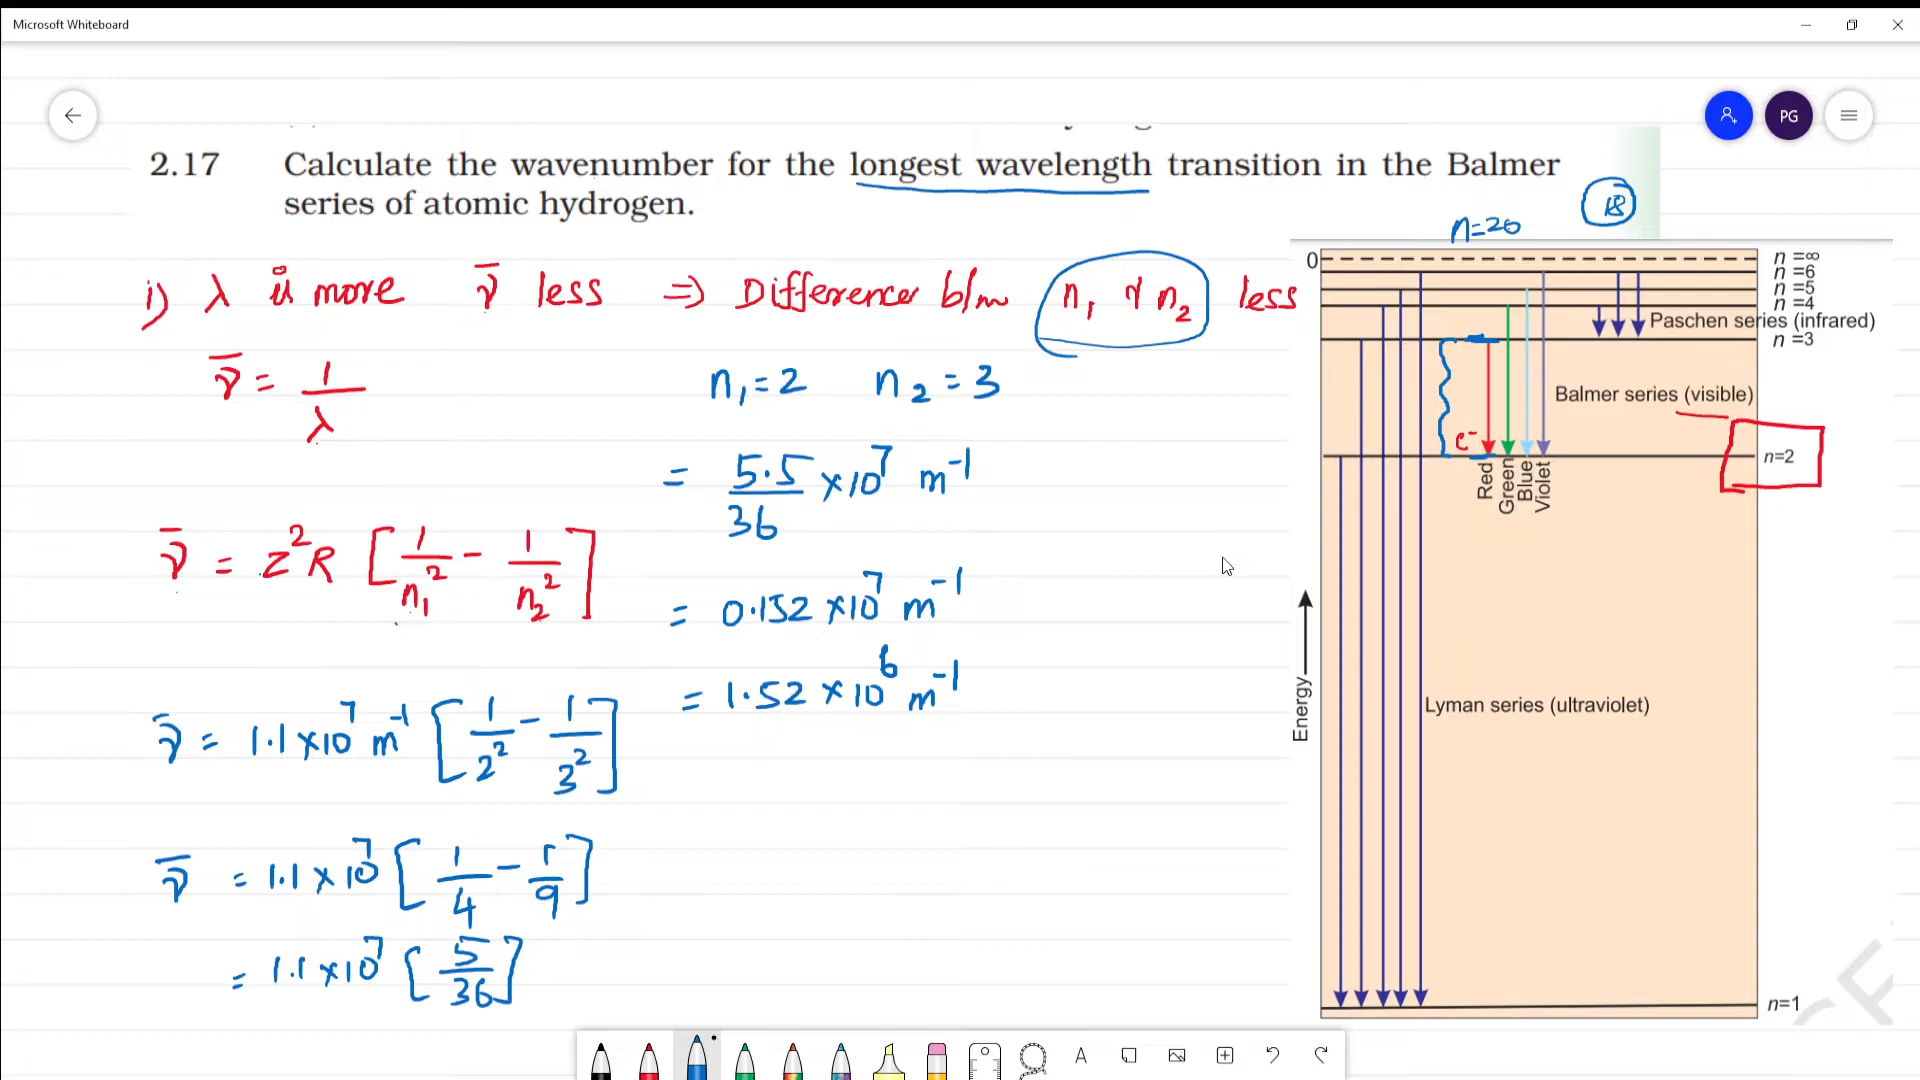 Microsoft Whiteboard
PG
2.17 Calculate the wavenumber for the longest wavelength transition in the Balmer
series of atomic hydrogen.
18
n=20
i) λ is more ν̅ less ⇒ Difference b/w n₁ & n₂ less
ν̅ = 1/λ
ν̅ = Z²R [1/n₁² - 1/n₂²]
ν̅ = 1.1×10⁷ m⁻¹ [1/2² - 1/3²]
ν̅ = 1.1×10⁷ [1/4 - 1/9]
= 1.1×10⁷ [5/36]
n₁=2 n₂=3
= 5.5/36 ×10⁷ m⁻¹
= 0.152 ×10⁷ m⁻¹
= 1.52 ×10⁶ m⁻¹
0
n =∞
n =6
n =5
n =4
Paschen series (infrared)
n =3
Balmer series (visible)
e⁻
n=2
Red
Green
Blue
Violet
Energy
Lyman series (ultraviolet)
n=1
A